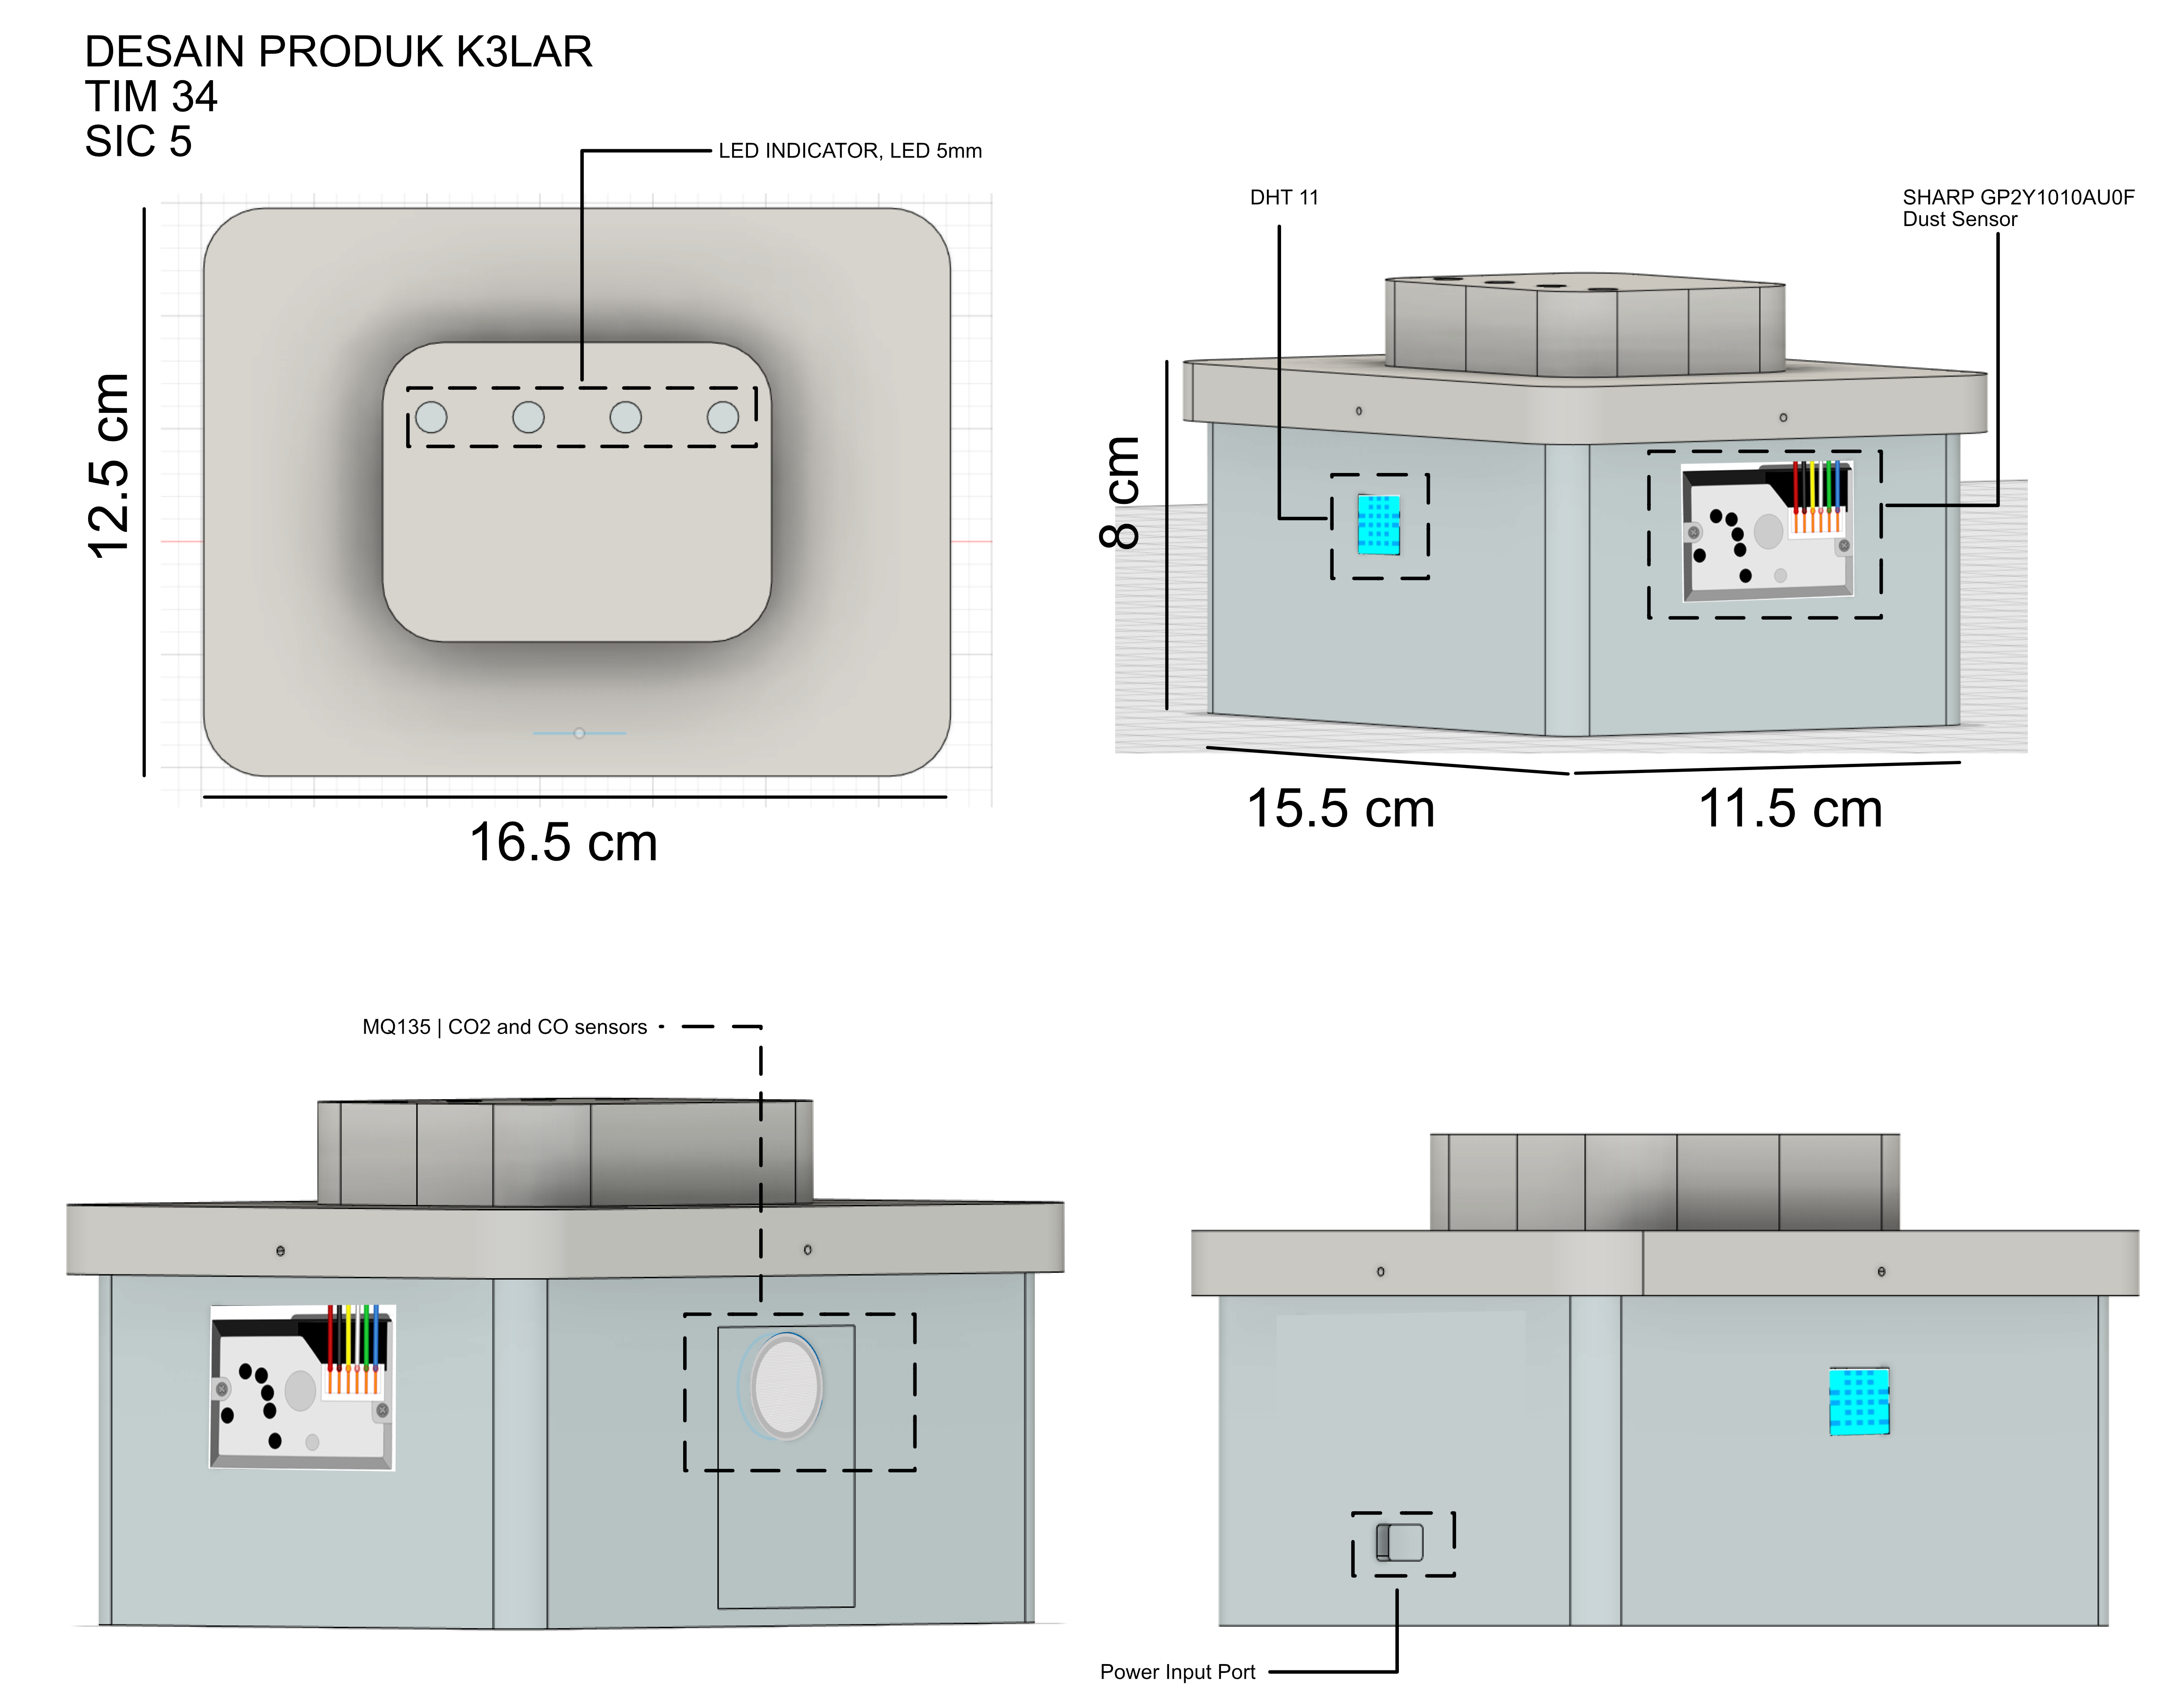 DESAIN PRODUK K3LAR
TIM 34
SIC 5
LED INDICATOR, LED 5mm
12.5 cm
16.5 cm
DHT 11
SHARP GP2Y1010AU0F
Dust Sensor
8 cm
15.5 cm
11.5 cm
MQ135 | CO2 and CO sensors
Power Input Port